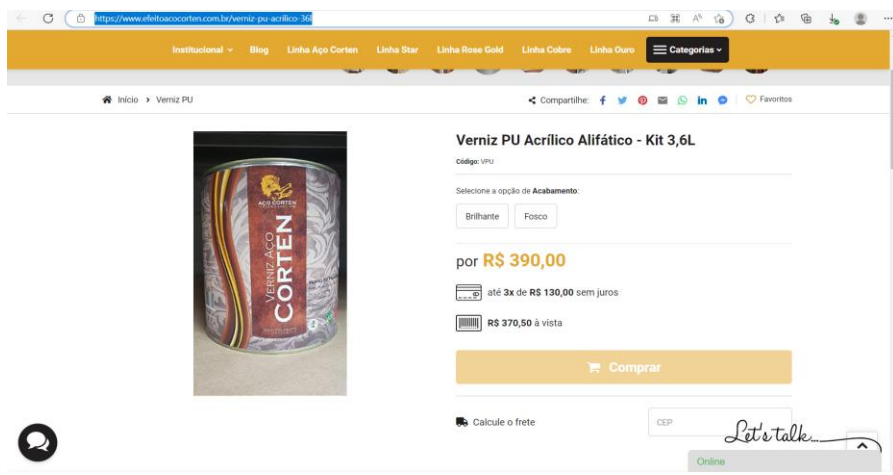 https://www.efeitoacocorten.com.br/verniz-pu-acrilico-36l
Institucional Blog Linha Aço Corten Linha Star Linha Rose Gold Linha Cobre Linha Ouro Categorias
Início > Verniz PU
Compartilhe: Favoritos
Verniz PU Acrílico Alifático - Kit 3,6L
Código: VPU
Selecione a opção de Acabamento:
Brilhante Fosco
AÇO CORTEN
VERNIZ AÇO
CORTEN
por R$ 390,00
até 3x de R$ 130,00 sem juros
R$ 370,50 à vista
Comprar
Calcule o frete CEP
Let's talk...
Online